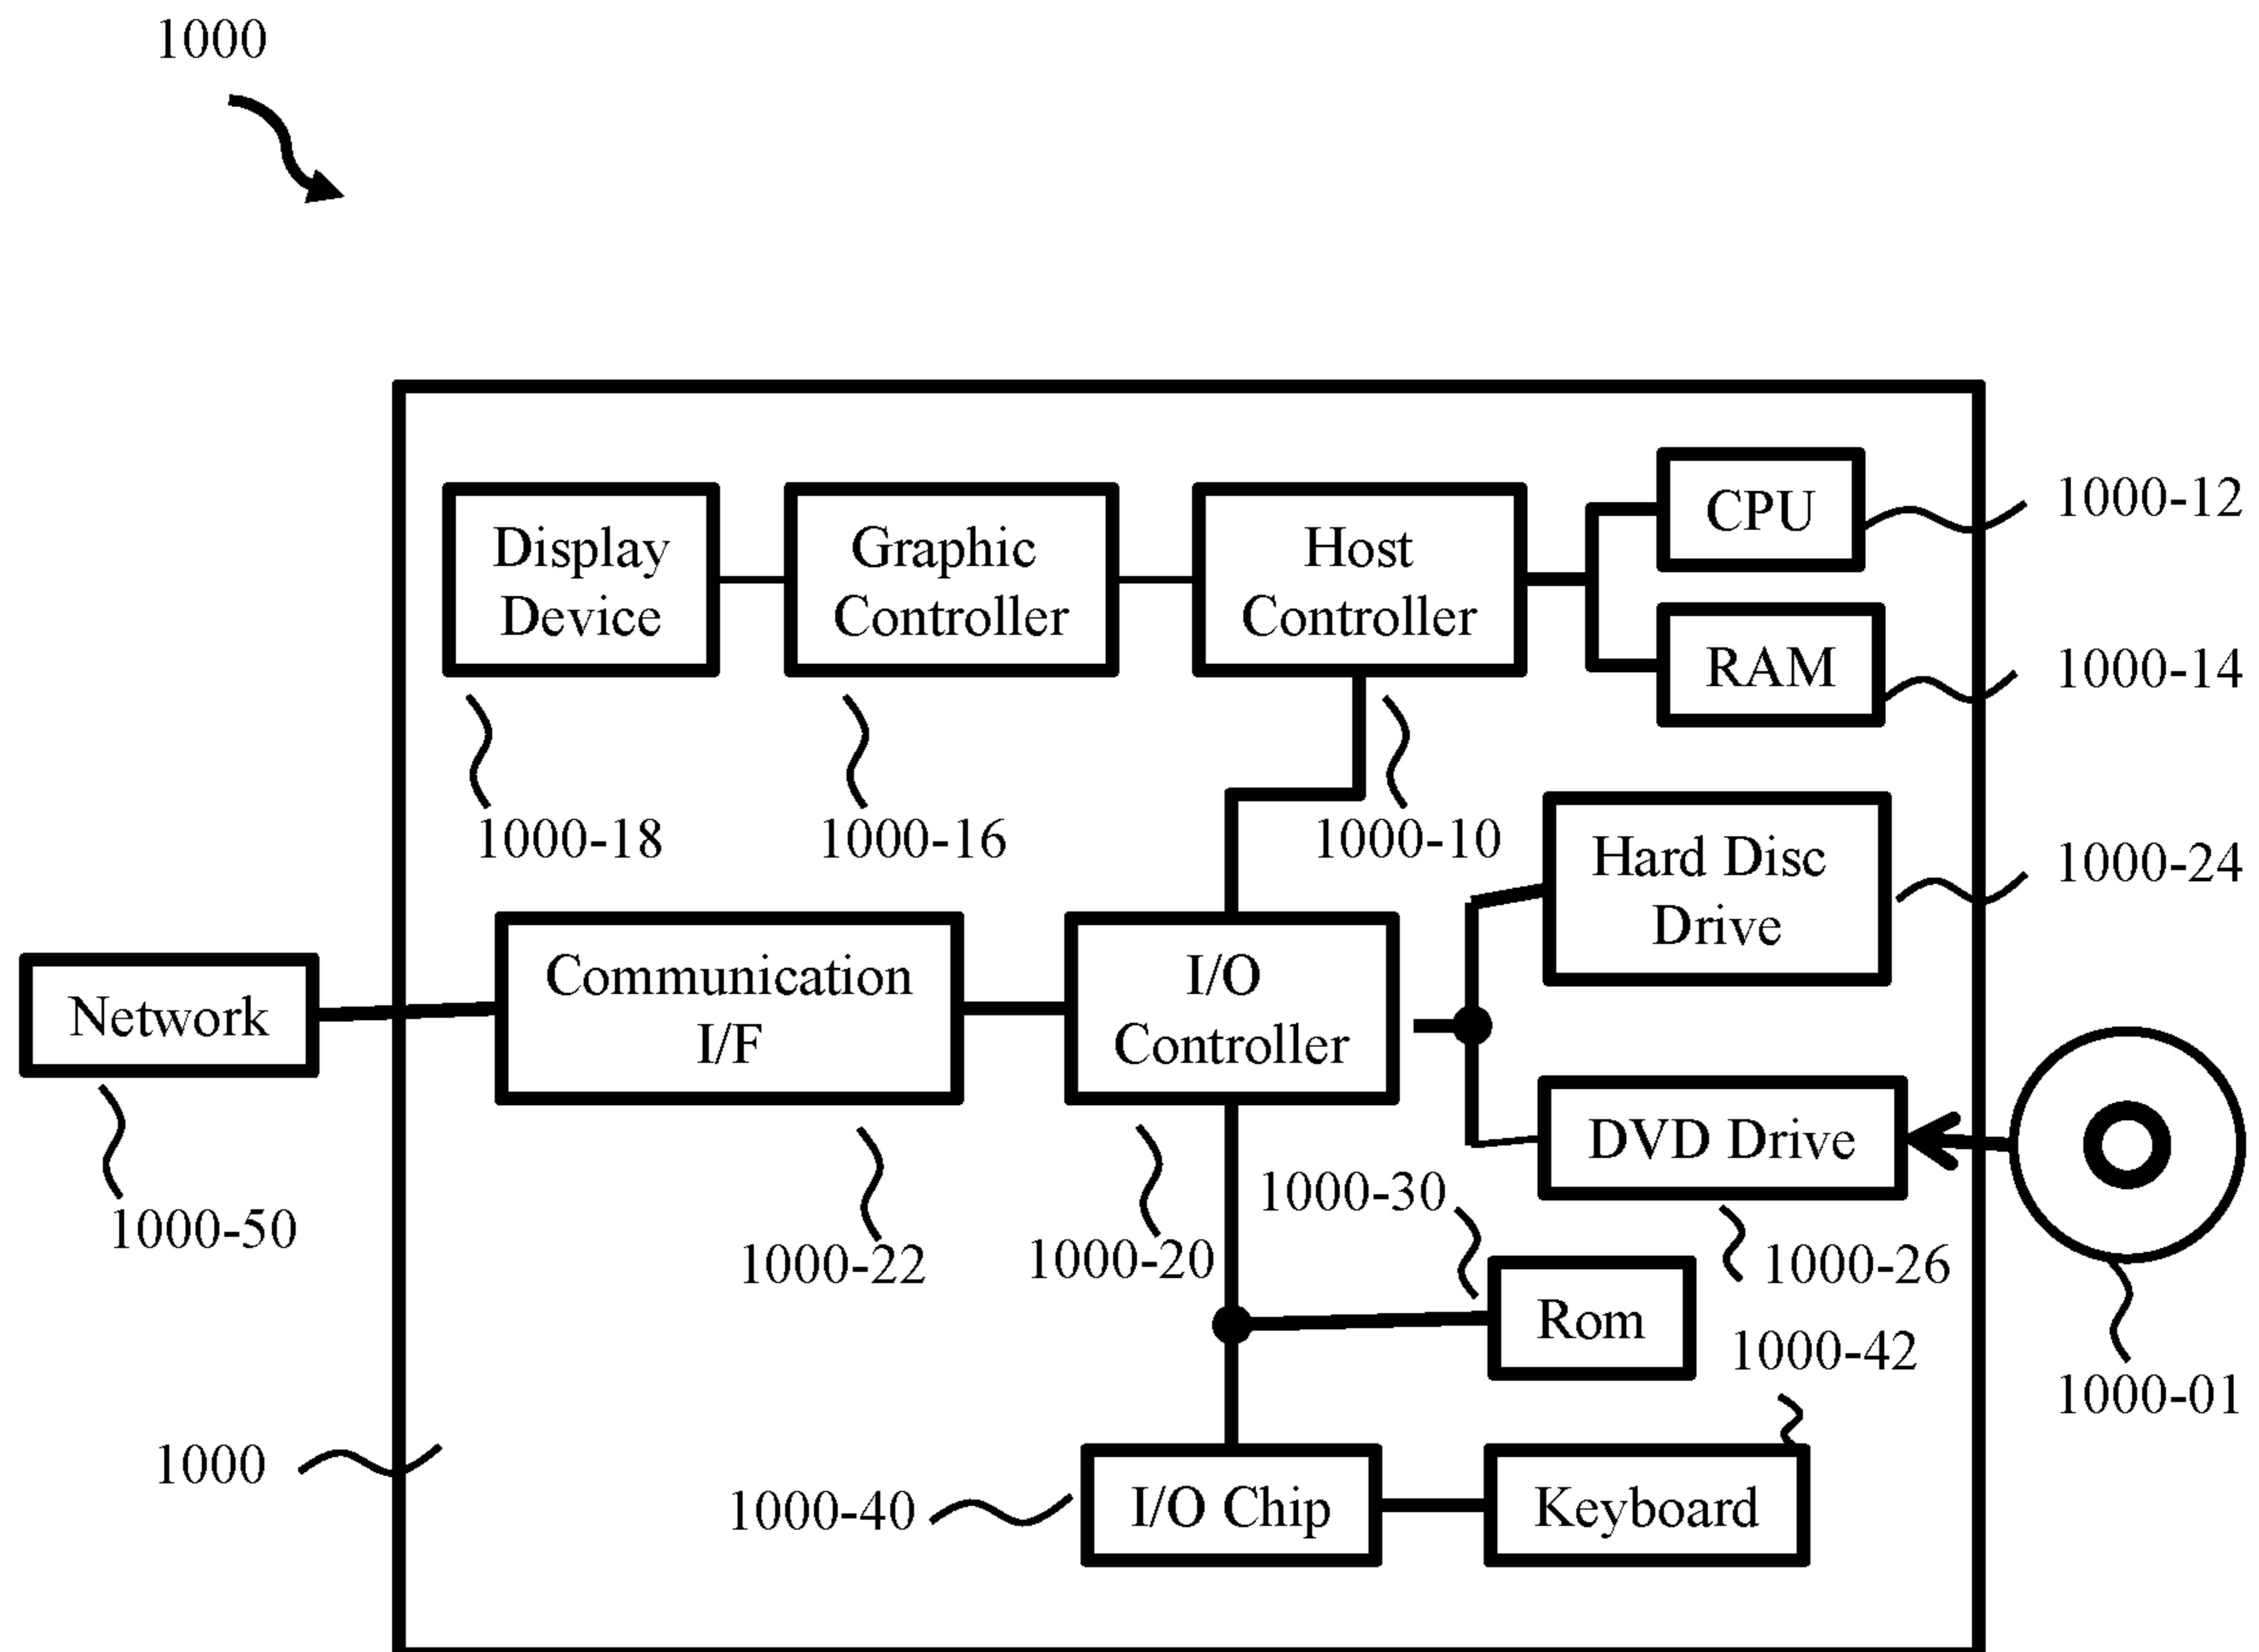 1000
CPU
1000-12
Display
Device
Graphic
Controller
Host
Controller
RAM
1000-14
1000-18
1000-16
1000-10
Hard Disc
Drive
1000-24
Network
Communication
I/F
I/O
Controller
DVD Drive
1000-50
1000-22
1000-20
1000-30
1000-26
Rom
1000-42
1000-01
1000
1000-40
I/O Chip
Keyboard